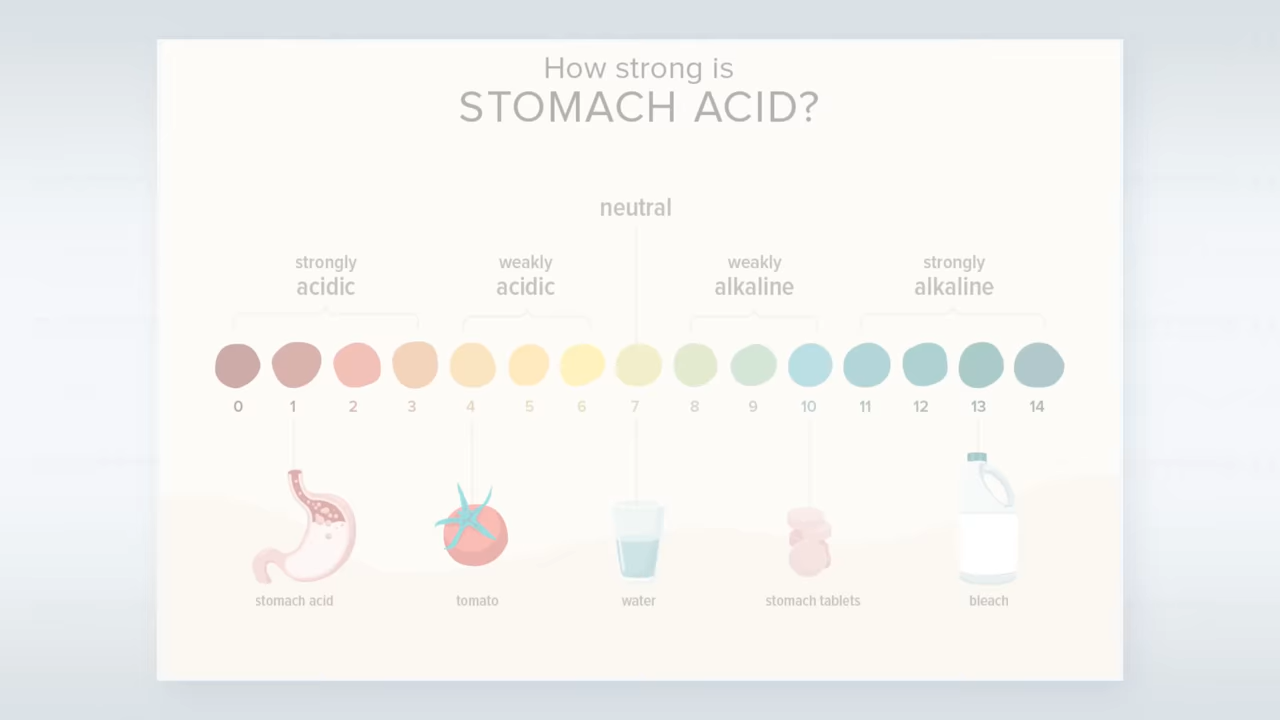 How strong is
STOMACH ACID?
neutral
strongly
acidic
weakly
acidic
weakly
alkaline
strongly
alkaline
0 1 2 3 4 5 6 7 8 9 10 11 12 13 14
stomach acid
tomato
water
stomach tablets
bleach